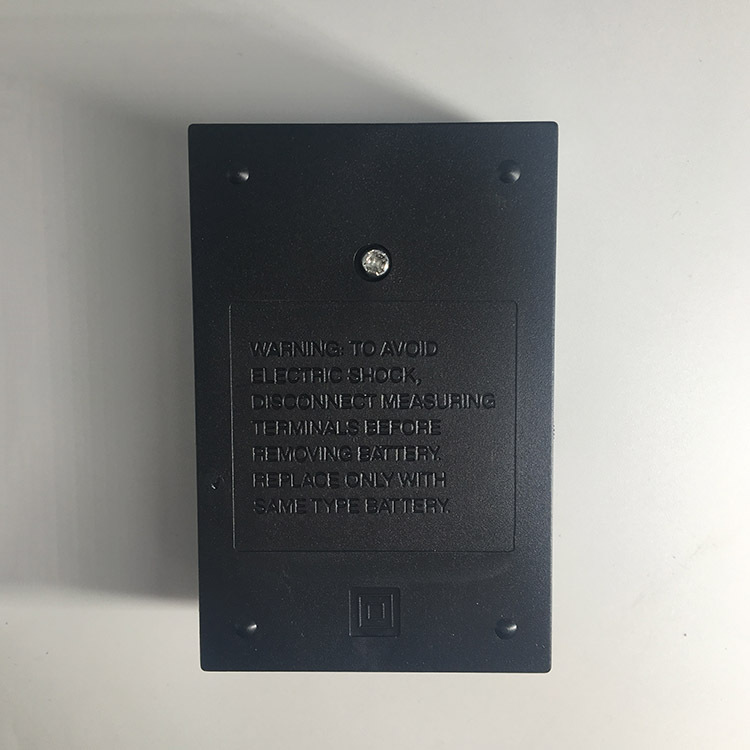 WARNING: TO AVOID
ELECTRIC SHOCK,
DISCONNECT MEASURING
TERMINALS BEFORE
REMOVING BATTERY.
REPLACE ONLY WITH
SAME TYPE BATTERY.